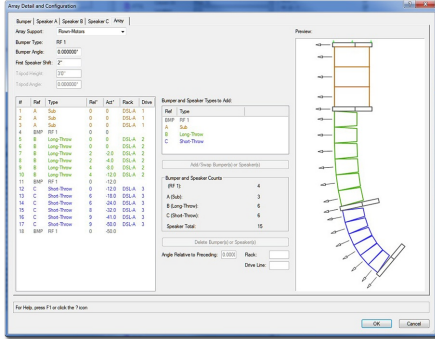 Array Detail and Configuration
Bumper Speaker A Speaker B Speaker C Array
Array Support: Flown-Motors
Bumper Type: RF 1
Bumper Angle: 0.000000°
First Speaker Shift: 2"
Tripod Height: 3'0"
Tripod Angle: 0.000000°
# Ref Type Rel° Act° Rack Drive
1 A Sub 0 0 DSL-A 1
2 A Sub 0 0 DSL-A 1
3 A Sub 0 0 DSL-A 1
4 BMP RF 1 0 0
5 B Long-Throw 0 0 DSL-A 2
6 B Long-Throw 0 0 DSL-A 2
7 B Long-Throw 2 -2.0 DSL-A 2
8 B Long-Throw 2 -4.0 DSL-A 2
9 B Long-Throw 4 -8.0 DSL-A 2
10 B Long-Throw 4 -12.0 DSL-A 2
11 BMP RF 1 0 -12.0
12 C Short-Throw 0 -12.0 DSL-A 3
13 C Short-Throw 6 -18.0 DSL-A 3
14 C Short-Throw 6 -24.0 DSL-A 3
15 C Short-Throw 8 -32.0 DSL-A 3
16 C Short-Throw 9 -41.0 DSL-A 3
17 C Short-Throw 9 -50.0 DSL-A 3
18 BMP RF 1 0 -50.0
Bumper and Speaker Types to Add:
Ref Type
BMP RF 1
A Sub
B Long-Throw
C Short-Throw
Add/Swap Bumper(s) or Speaker(s)
Bumper and Speaker Counts
(RF 1): 4
A (Sub): 3
B (Long-Throw): 6
C (Short-Throw): 6
Speaker Total: 15
Delete Bumper(s) or Speaker(s)
Angle Relative to Preceding: 0.0000 Rack:
Drive Line:
Preview:
For Help, press F1 or click the ? icon
OK Cancel